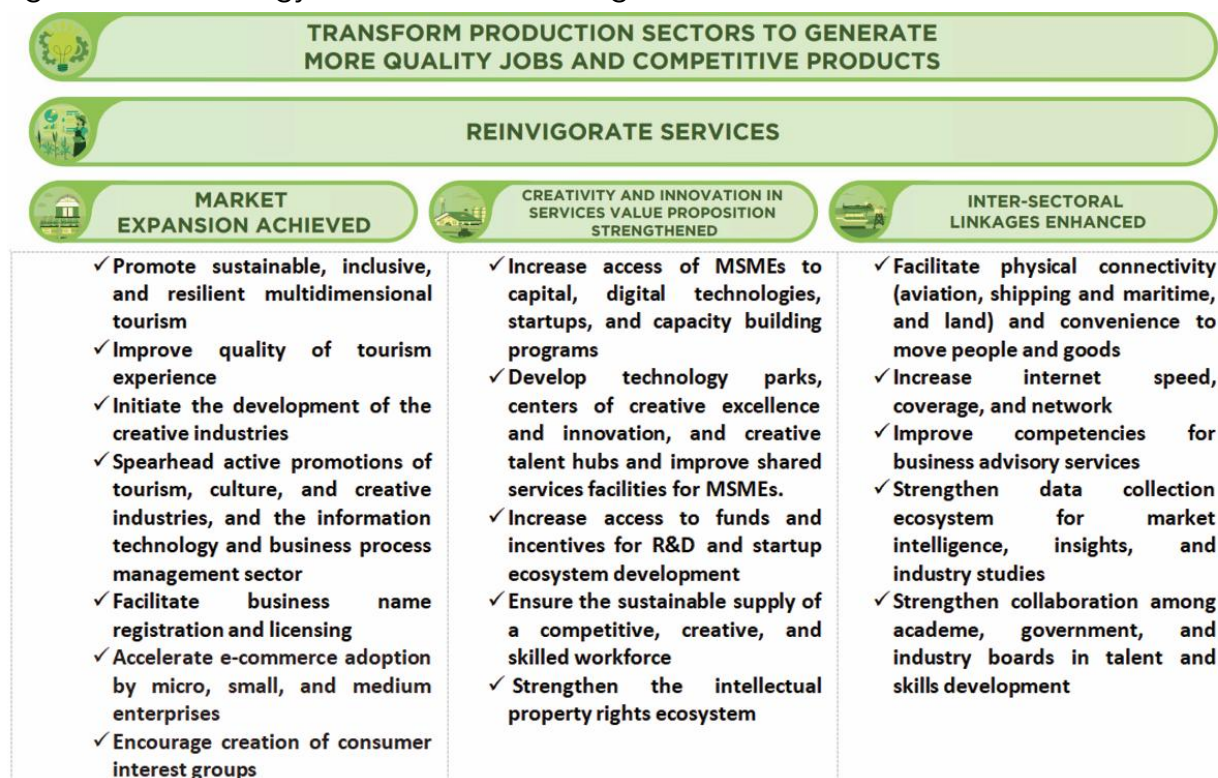 TRANSFORM PRODUCTION SECTORS TO GENERATE
MORE QUALITY JOBS AND COMPETITIVE PRODUCTS
REINVIGORATE SERVICES
MARKET
EXPANSION ACHIEVED
✓Promote sustainable, inclusive,
and resilient multidimensional
tourism
✓Improve quality of tourism
experience
✓Initiate the development of the
creative industries
✓Spearhead active promotions of
tourism, culture, and creative
industries, and the information
technology and business process
management sector
✓Facilitate business name
registration and licensing
✓Accelerate e-commerce adoption
by micro, small, and medium
enterprises
✓Encourage creation of consumer
interest groups
CREATIVITY AND INNOVATION IN
SERVICES VALUE PROPOSITION
STRENGTHENED
✓Increase access of MSMEs to
capital, digital technologies,
startups, and capacity building
programs
✓Develop technology parks,
centers of creative excellence
and innovation, and creative
talent hubs and improve shared
services facilities for MSMEs.
✓Increase access to funds and
incentives for R&D and startup
ecosystem development
✓Ensure the sustainable supply of
a competitive, creative, and
skilled workforce
✓ Strengthen the intellectual
property rights ecosystem
INTER-SECTORAL
LINKAGES ENHANCED
✓Facilitate physical connectivity
(aviation, shipping and maritime,
and land) and convenience to
move people and goods
✓Increase internet speed,
coverage, and network
✓Improve competencies for
business advisory services
✓Strengthen data collection
ecosystem for market
intelligence, insights, and
industry studies
✓Strengthen collaboration among
academe, government, and
industry boards in talent and
skills development